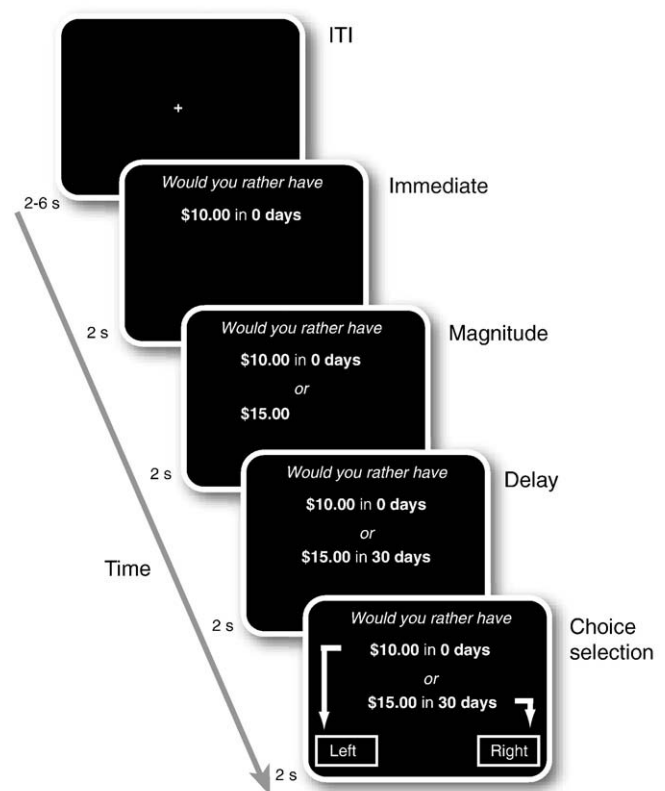 ITI
+
2-6 s
Immediate
Would you rather have
$10.00 in 0 days
2 s
Magnitude
Would you rather have
$10.00 in 0 days
or
$15.00
2 s
Delay
Would you rather have
$10.00 in 0 days
or
$15.00 in 30 days
Time
2 s
Choice
selection
Would you rather have
$10.00 in 0 days
or
$15.00 in 30 days
Left
Right
2 s